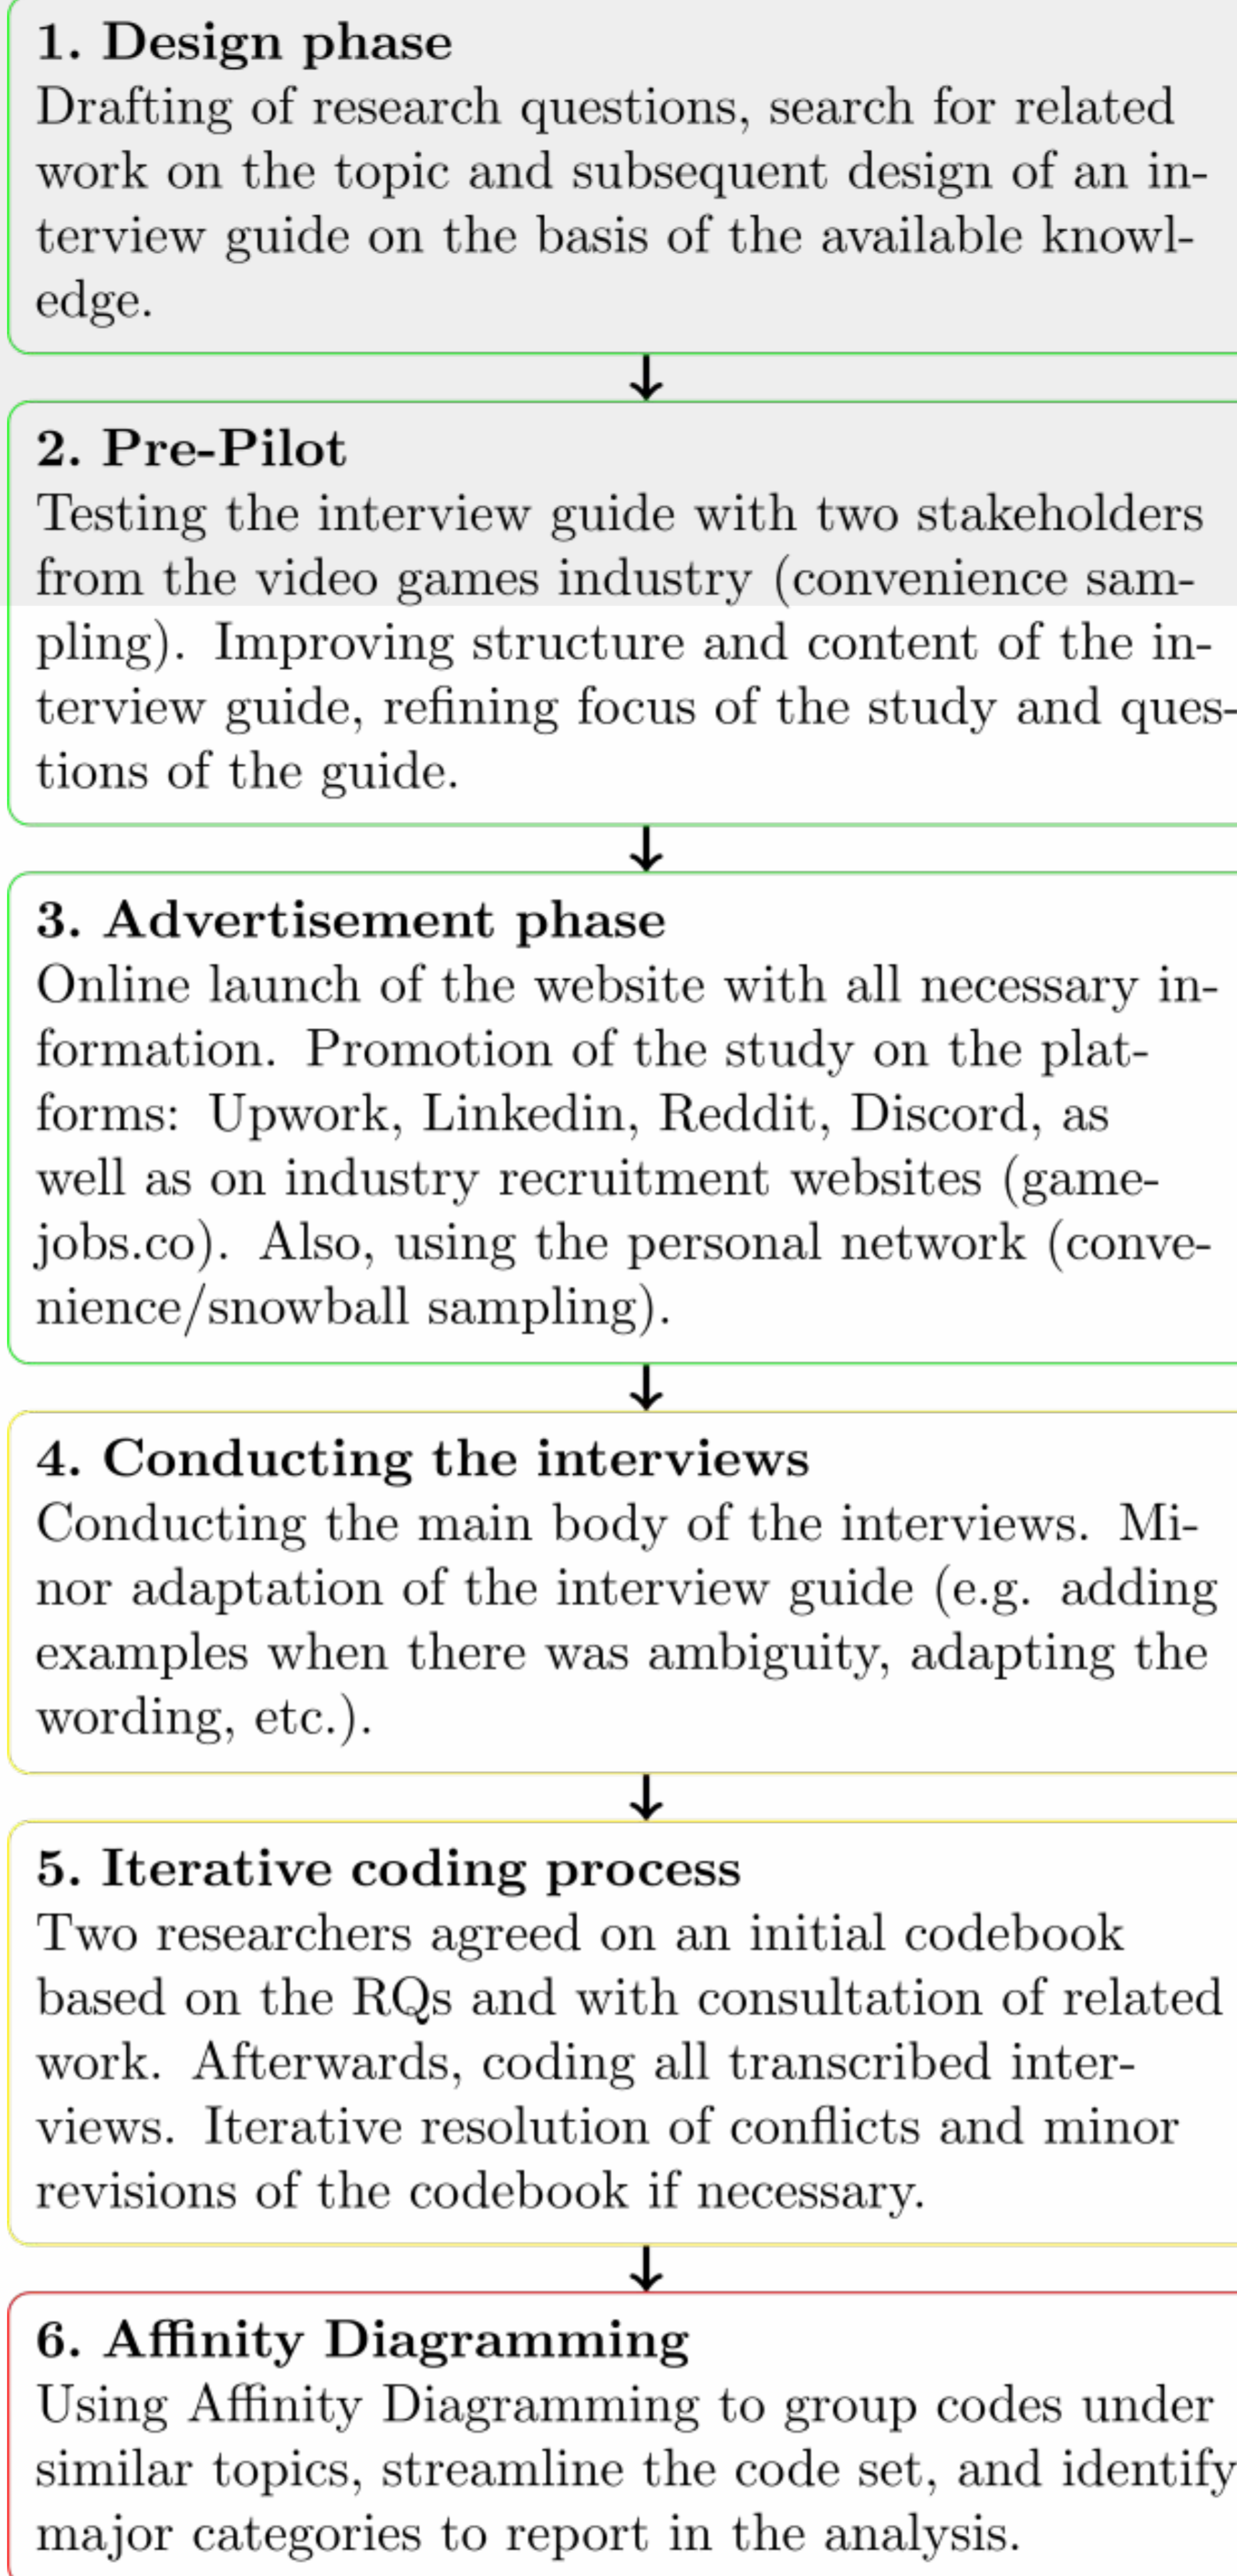 1. Design phase
Drafting of research questions, search for related
work on the topic and subsequent design of an in-
terview guide on the basis of the available knowl-
edge.
2. Pre-Pilot
Testing the interview guide with two stakeholders
from the video games industry (convenience sam-
pling). Improving structure and content of the in-
terview guide, refining focus of the study and ques-
tions of the guide.
3. Advertisement phase
Online launch of the website with all necessary in-
formation. Promotion of the study on the plat-
forms: Upwork, Linkedin, Reddit, Discord, as
well as on industry recruitment websites (game-
jobs.co). Also, using the personal network (conve-
nience/snowball sampling).
4. Conducting the interviews
Conducting the main body of the interviews. Mi-
nor adaptation of the interview guide (e.g. adding
examples when there was ambiguity, adapting the
wording, etc.).
5. Iterative coding process
Two researchers agreed on an initial codebook
based on the RQs and with consultation of related
work. Afterwards, coding all transcribed inter-
views. Iterative resolution of conflicts and minor
revisions of the codebook if necessary.
6. Affinity Diagramming
Using Affinity Diagramming to group codes under
similar topics, streamline the code set, and identify
major categories to report in the analysis.